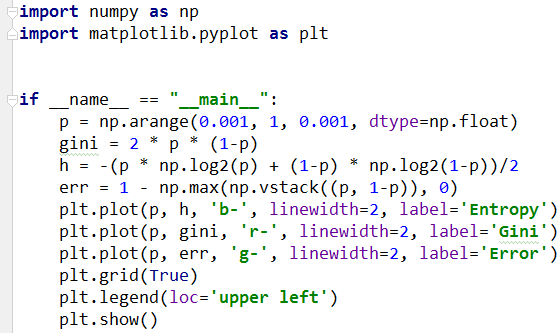 import numpy as np
import matplotlib.pyplot as plt
if __name__ == "__main__":
    p = np.arange(0.001, 1, 0.001, dtype=np.float)
    gini = 2 * p * (1-p)
    h = -(p * np.log2(p) + (1-p) * np.log2(1-p))/2
    err = 1 - np.max(np.vstack((p, 1-p)), 0)
    plt.plot(p, h, 'b-', linewidth=2, label='Entropy')
    plt.plot(p, gini, 'r-', linewidth=2, label='Gini')
    plt.plot(p, err, 'g-', linewidth=2, label='Error')
    plt.grid(True)
    plt.legend(loc='upper left')
    plt.show()